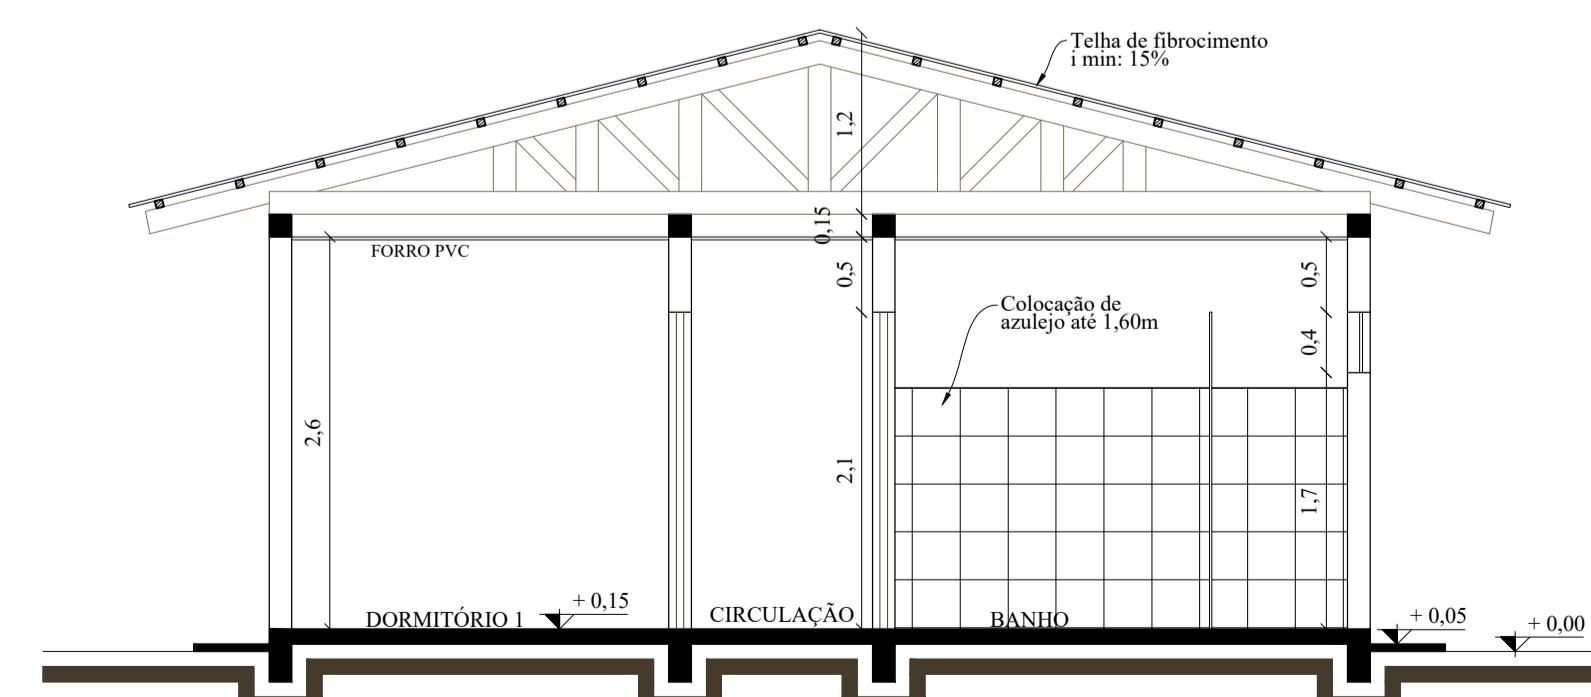 Telha de fibrocimento
i min: 15%
1,2
0,15
FORRO PVC
0,5
0,5
Colocação de
azulejo até 1,60m
0,4
2,6
2,1
1,7
+ 0,15
DORMITÓRIO 1
CIRCULAÇÃO
BANHO
+ 0,05
+ 0,00